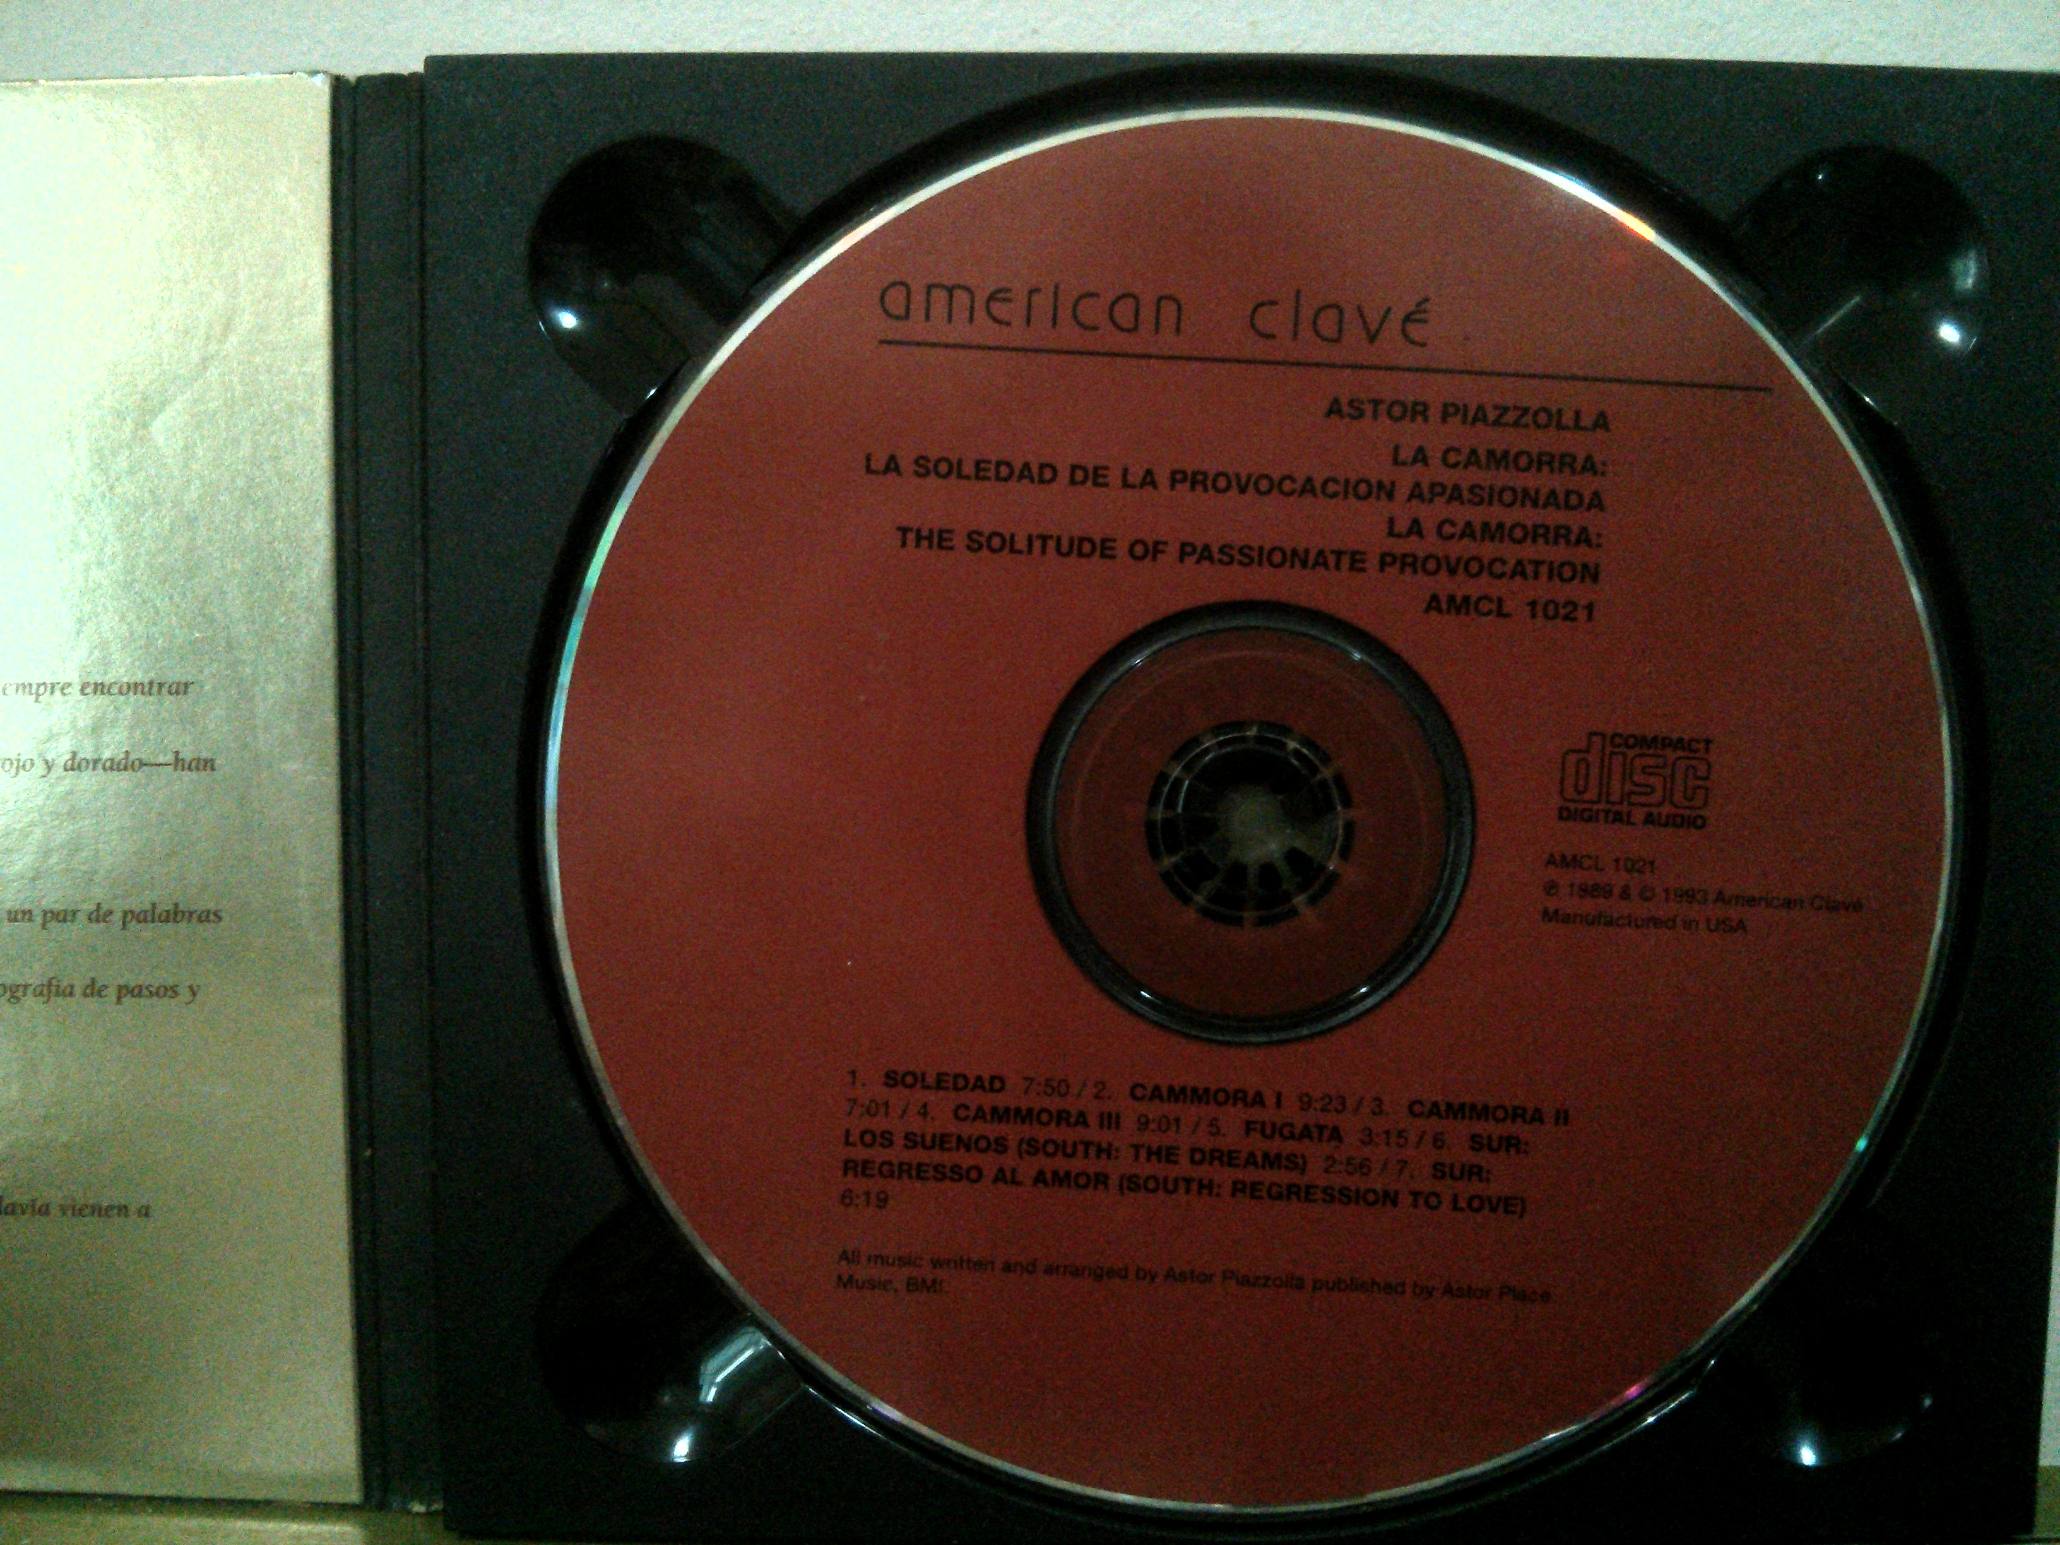 empre encontrar
ojo y dorado—han
un par de palabras
ografia de pasos y
lavía vienen a
american clavé
ASTOR PIAZZOLLA
LA CAMORRA:
LA SOLEDAD DE LA PROVOCACION APASIONADA
LA CAMORRA:
THE SOLITUDE OF PASSIONATE PROVOCATION
AMCL 1021
COMPACT
disc
DIGITAL AUDIO
AMCL 1021
℗ 1989 & © 1993 American Clavé
Manufactured in USA
1. SOLEDAD 7:50 / 2. CAMMORA I 9:23 / 3. CAMMORA II
7:01 / 4. CAMMORA III 9:01 / 5. FUGATA 3:15 / 6. SUR:
LOS SUENOS (SOUTH: THE DREAMS) 2:56 / 7. SUR:
REGRESSO AL AMOR (SOUTH: REGRESSION TO LOVE)
6:19
All music written and arranged by Astor Piazzolla published by Astor Place
Music, BMI.